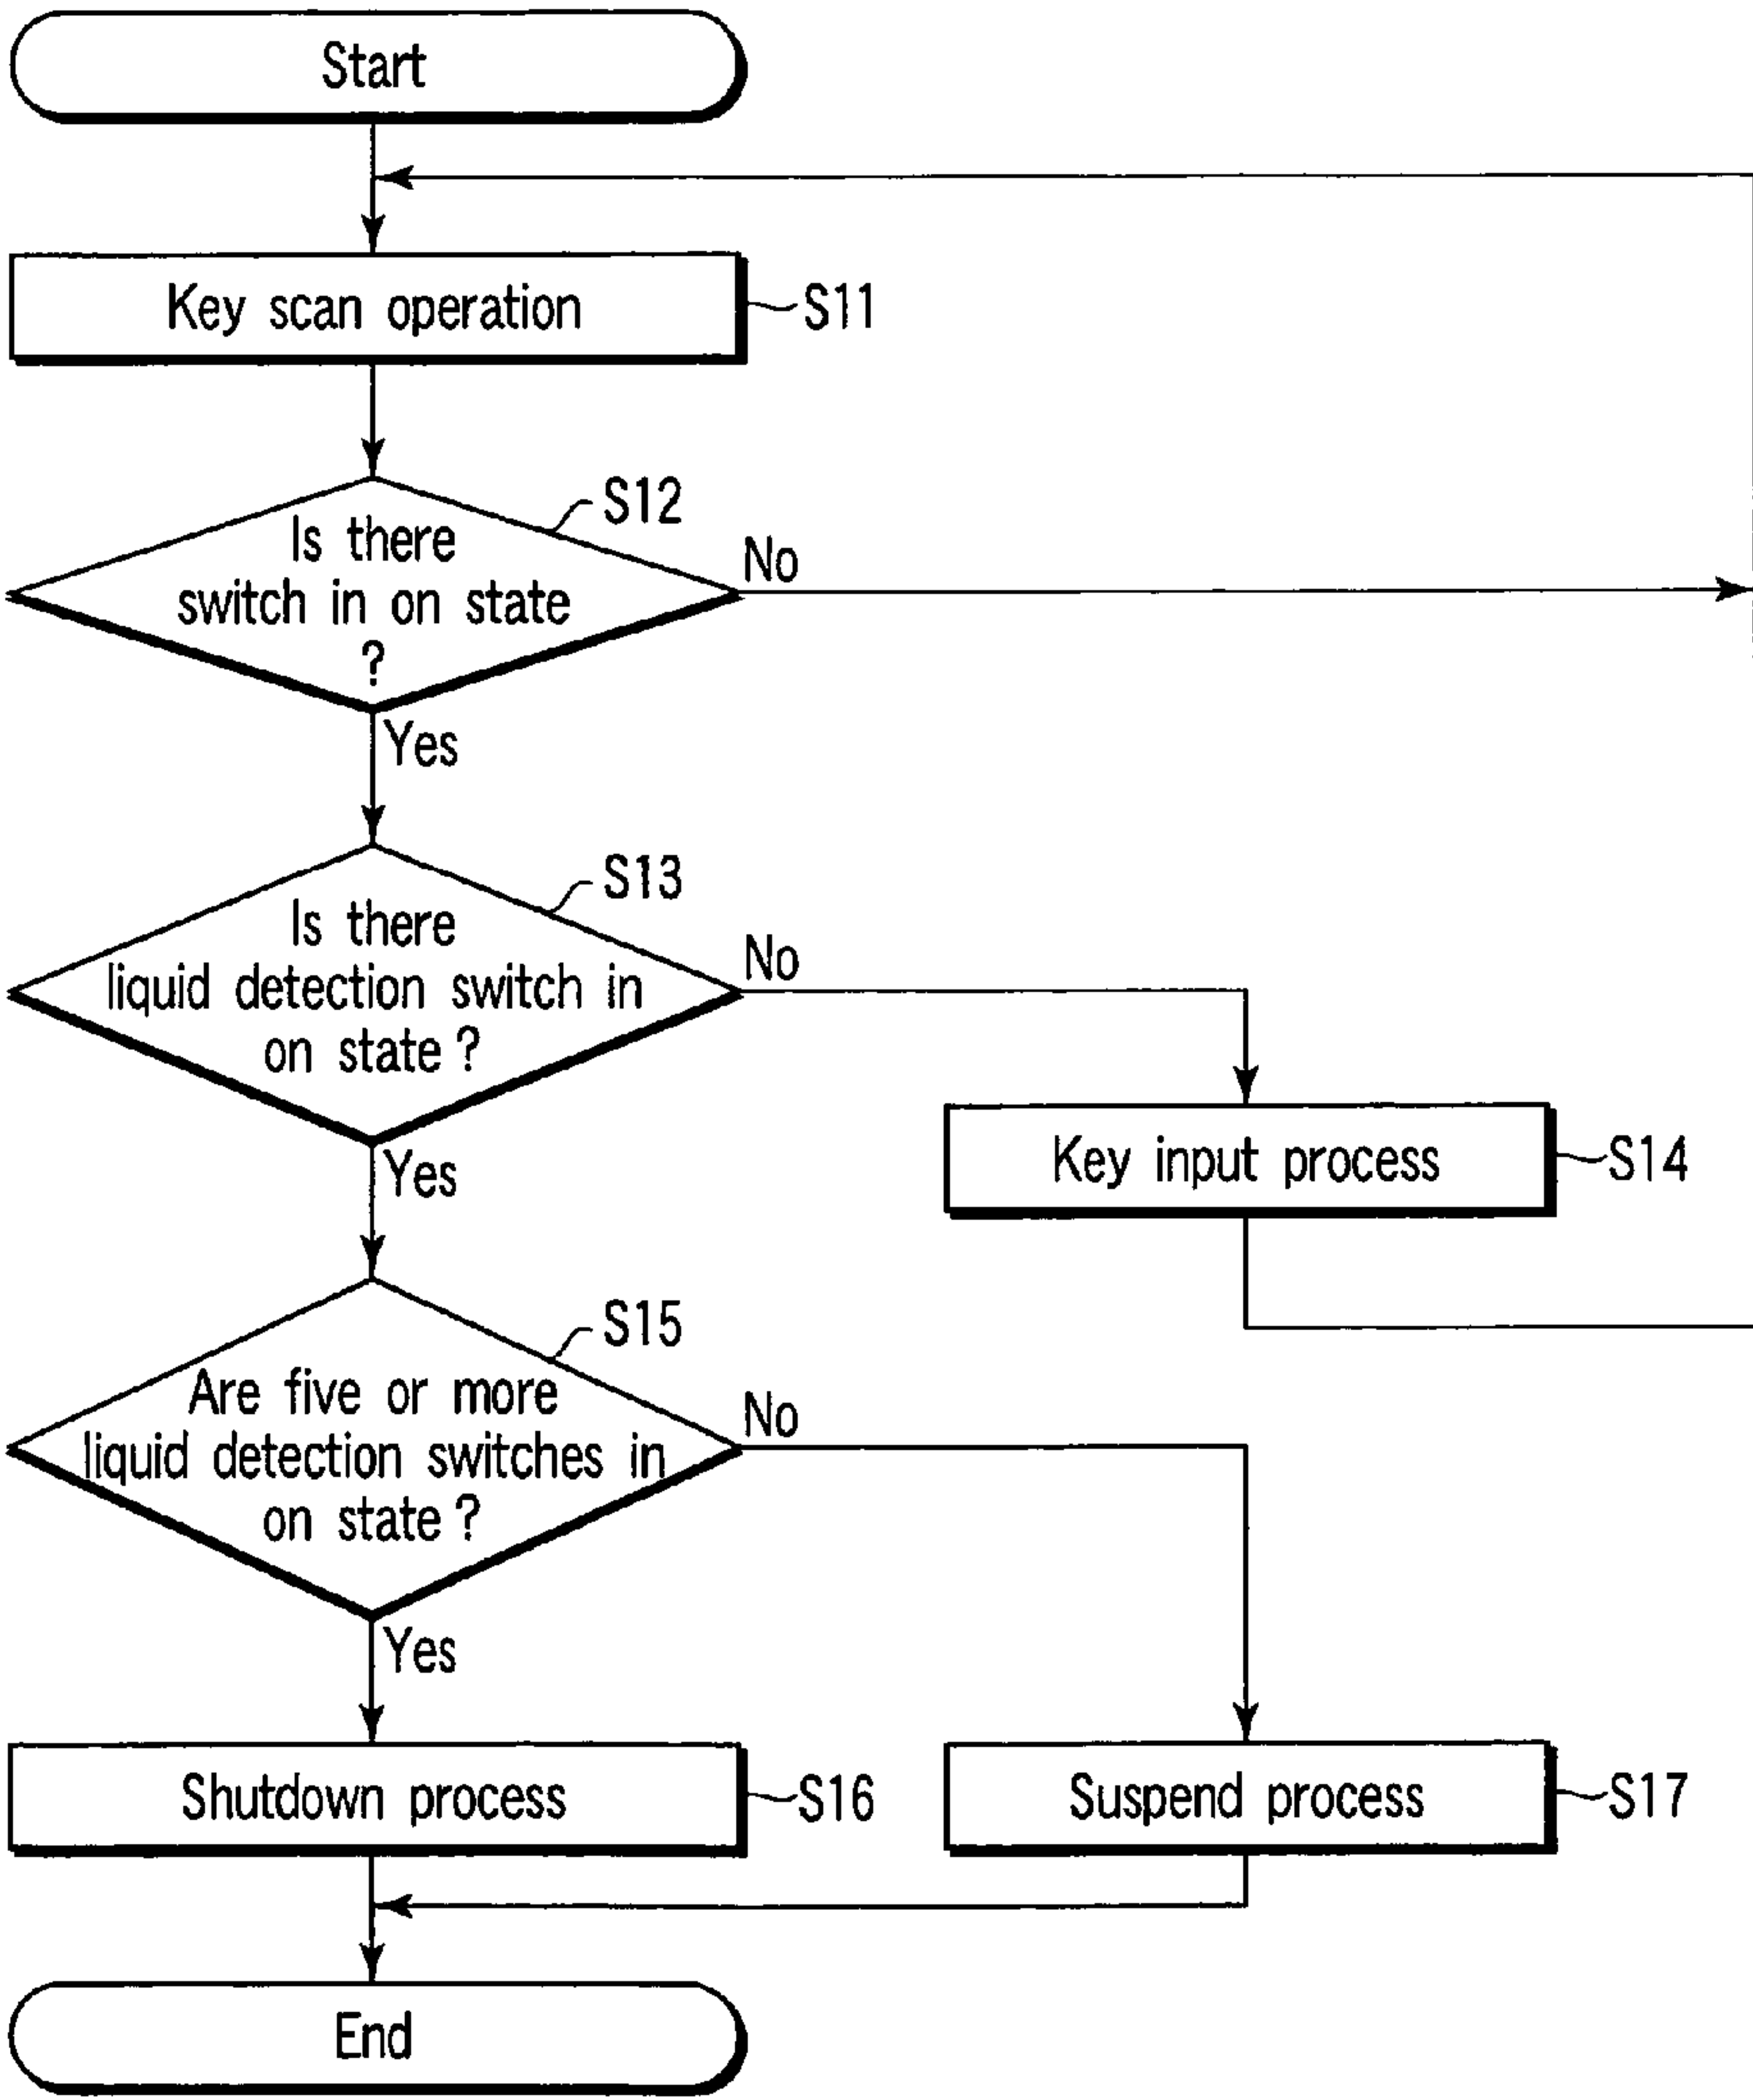 Start
Key scan operation
S11
S12
Is there
switch in on state
?
No
Yes
S13
Is there
liquid detection switch in
on state ?
No
Yes
Key input process
S14
S15
Are five or more
liquid detection switches in
on state ?
No
Yes
Shutdown process
S16
Suspend process
S17
End